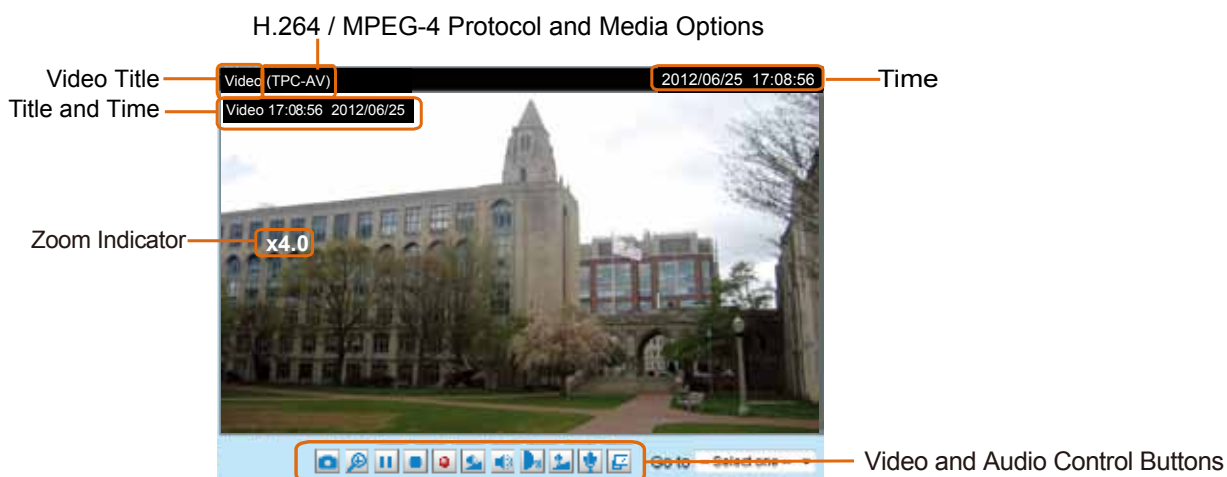 H.264 / MPEG-4 Protocol and Media Options
Video Title
Video (TPC-AV)
2012/06/25 17:08:56
Time
Title and Time
Video 17:08:56 2012/06/25
Zoom Indicator
x4.0
Go to
-- Select one --
Video and Audio Control Buttons